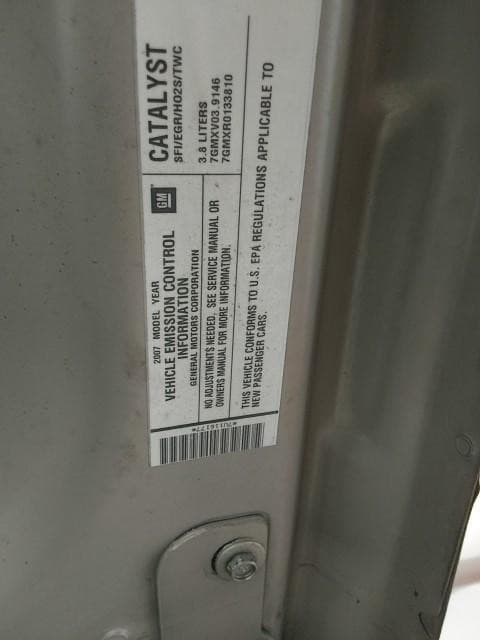 2007 MODEL YEAR
VEHICLE EMISSION CONTROL
INFORMATION
GENERAL MOTORS CORPORATION
GM
CATALYST
SFI/EGR/HO2S/TWC
NO ADJUSTMENTS NEEDED. SEE SERVICE MANUAL OR
OWNERS MANUAL FOR MORE INFORMATION.
3.8 LITERS
7GMXV03.9146
7GMXR0133810
THIS VEHICLE CONFORMS TO U.S. EPA REGULATIONS APPLICABLE TO
NEW PASSENGER CARS.
*7U116177*